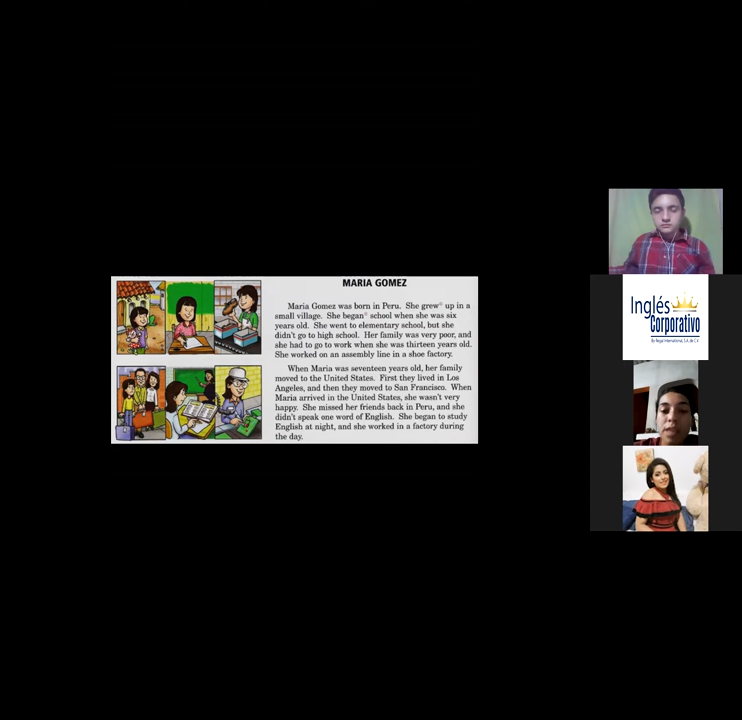 MARIA GOMEZ
Maria Gomez was born in Peru. She grew* up in a
small village. She began* school when she was six
years old. She went to elementary school, but she
didn't go to high school. Her family was very poor, and
she had to go to work when she was thirteen years old.
She worked on an assembly line in a shoe factory.
When Maria was seventeen years old, her family
moved to the United States. First they lived in Los
Angeles, and then they moved to San Francisco. When
Maria arrived in the United States, she wasn't very
happy. She missed her friends back in Peru, and she
didn't speak one word of English. She began to study
English at night, and she worked in a factory during
the day.
Inglés
Corporativo
By Regal International, S.A. de C.V.